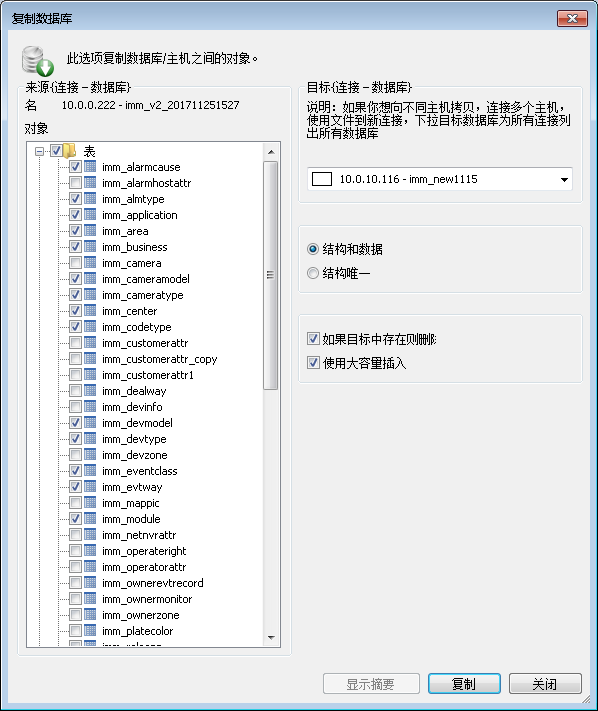 复制数据库
此选项复制数据库/主机之间的对象。
来源{连接 - 数据库}
名 10.0.0.222 - imm_v2_201711251527
对象
表
imm_alarmcause
imm_alarmhostattr
imm_almtype
imm_application
imm_area
imm_business
imm_camera
imm_cameramodel
imm_cameratype
imm_center
imm_codetype
imm_customerattr
imm_customerattr_copy
imm_customerattr1
imm_dealway
imm_devinfo
imm_devmodel
imm_devtype
imm_devzone
imm_eventclass
imm_evtway
imm_mappic
imm_module
imm_netnvrattr
imm_operateright
imm_operatorattr
imm_ownerevtrecord
imm_ownermonitor
imm_ownerzone
imm_platecolor
目标{连接 - 数据库}
说明：如果你想向不同主机拷贝，连接多个主机，
使用文件到新连接，下拉目标数据库为所有连接列
出所有数据库
10.0.10.116 - imm_new1115
结构和数据
结构唯一
如果目标中存在则删除
使用大容量插入
显示摘要
复制
关闭